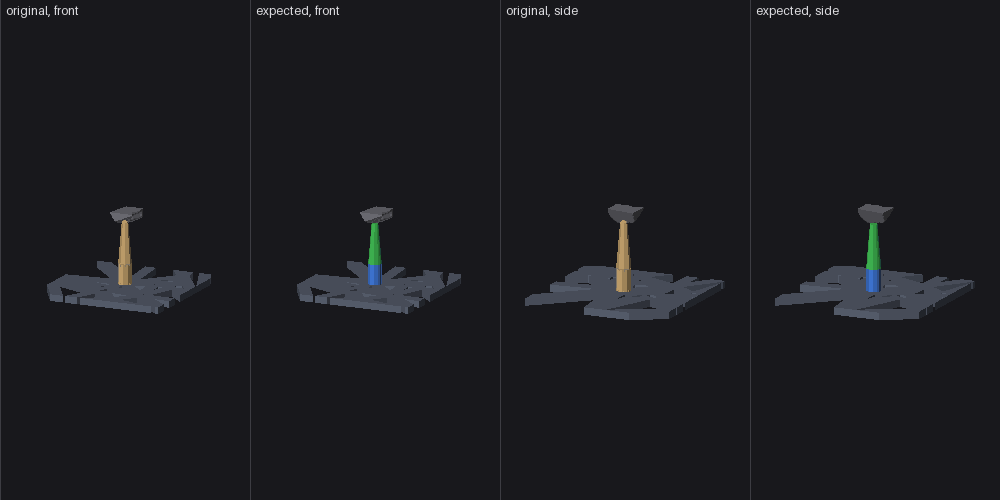 original, front
expected, front
original, side
expected, side